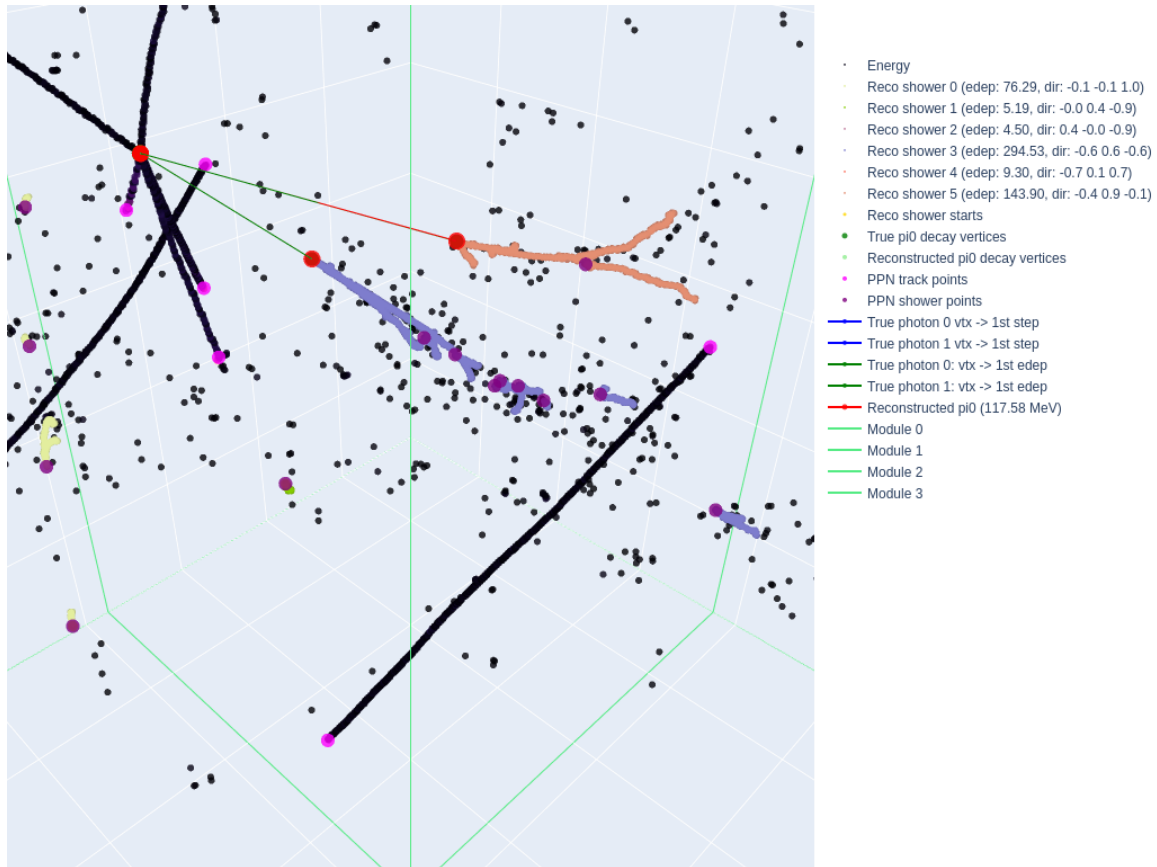 Energy
Reco shower 0 (edep: 76.29, dir: -0.1 -0.1 1.0)
Reco shower 1 (edep: 5.19, dir: -0.0 0.4 -0.9)
Reco shower 2 (edep: 4.50, dir: 0.4 -0.0 -0.9)
Reco shower 3 (edep: 294.53, dir: -0.6 0.6 -0.6)
Reco shower 4 (edep: 9.30, dir: -0.7 0.1 0.7)
Reco shower 5 (edep: 143.90, dir: -0.4 0.9 -0.1)
Reco shower starts
True pi0 decay vertices
Reconstructed pi0 decay vertices
PPN track points
PPN shower points
True photon 0 vtx -> 1st step
True photon 1 vtx -> 1st step
True photon 0: vtx -> 1st edep
True photon 1: vtx -> 1st edep
Reconstructed pi0 (117.58 MeV)
Module 0
Module 1
Module 2
Module 3